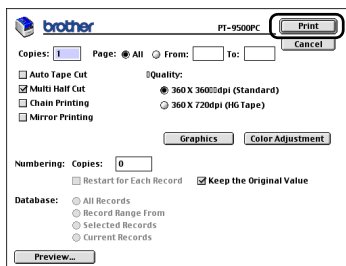 brother
PT-9500PC
Print
Cancel
Copies: 1 Page: All From: To:
Auto Tape Cut
Multi Half Cut
Chain Printing
Mirror Printing
Quality:
360 X 360 dpi (Standard)
360 X 720dpi (HG Tape)
Graphics
Color Adjustment
Numbering: Copies: 0
Restart for Each Record
Keep the Original Value
Database: All Records
Record Range From
Selected Records
Current Records
Preview...